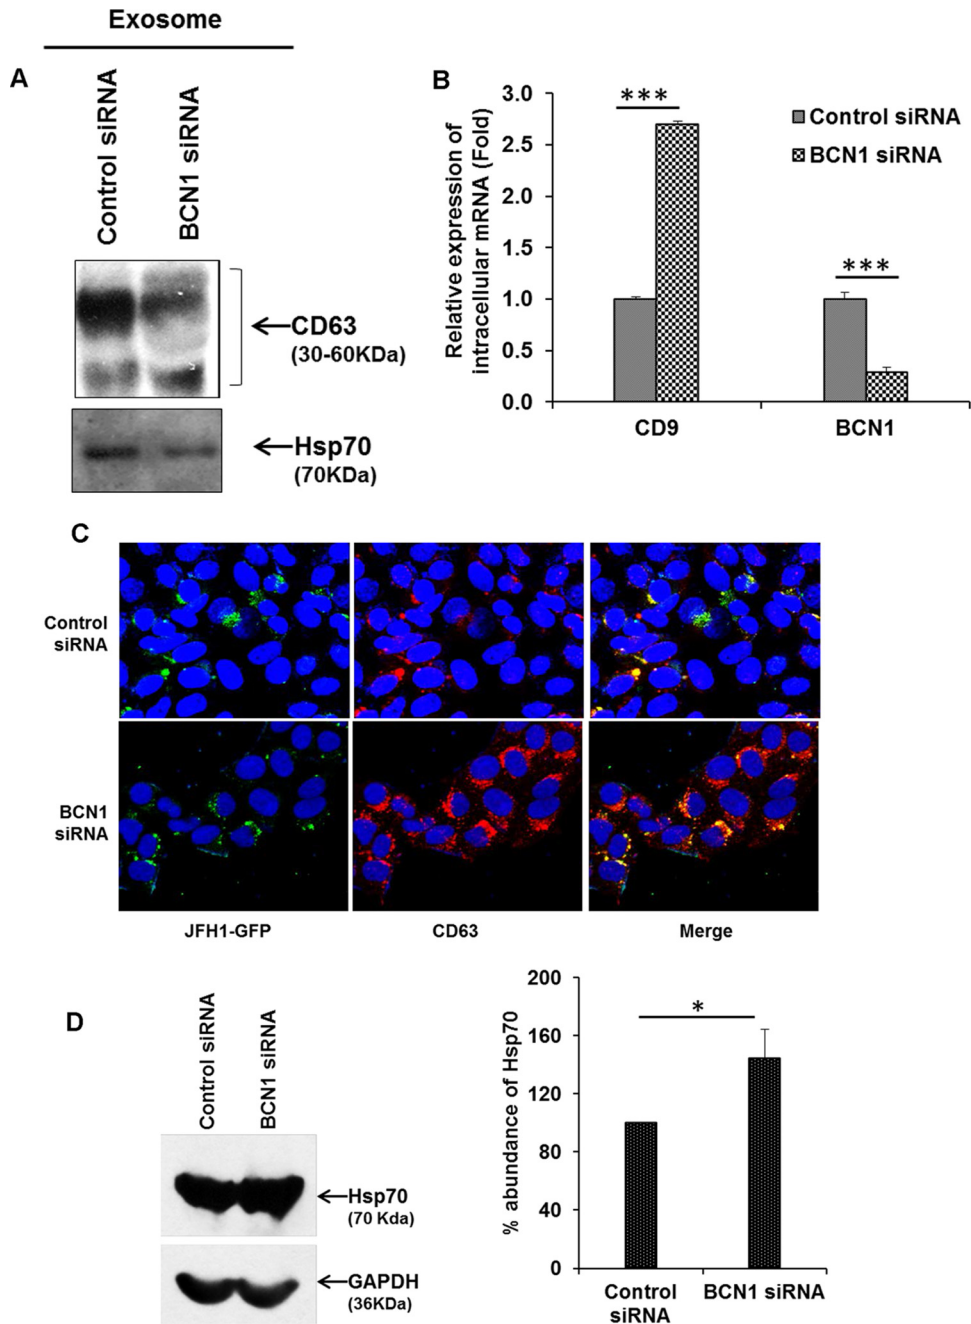 Exosome
A
Control siRNA
BCN1 siRNA
CD63
(30-60KDa)
Hsp70
(70KDa)
B
Relative expression of
intracellular mRNA (Fold)
3.0
2.5
2.0
1.5
1.0
0.5
0.0
***
***
Control siRNA
BCN1 siRNA
CD9
BCN1
C
Control
siRNA
BCN1
siRNA
JFH1-GFP
CD63
Merge
D
Control siRNA
BCN1 siRNA
Hsp70
(70 Kda)
GAPDH
(36KDa)
% abundance of Hsp70
200
160
120
80
40
0
*
Control
siRNA
BCN1 siRNA